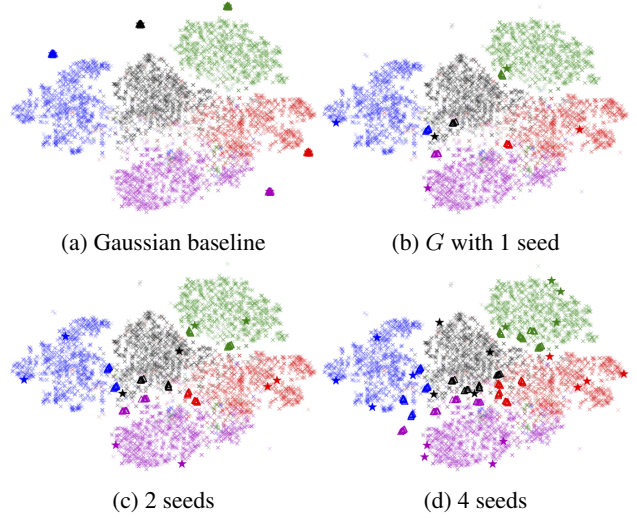 (a) Gaussian baseline
(b) G with 1 seed
(c) 2 seeds
(d) 4 seeds